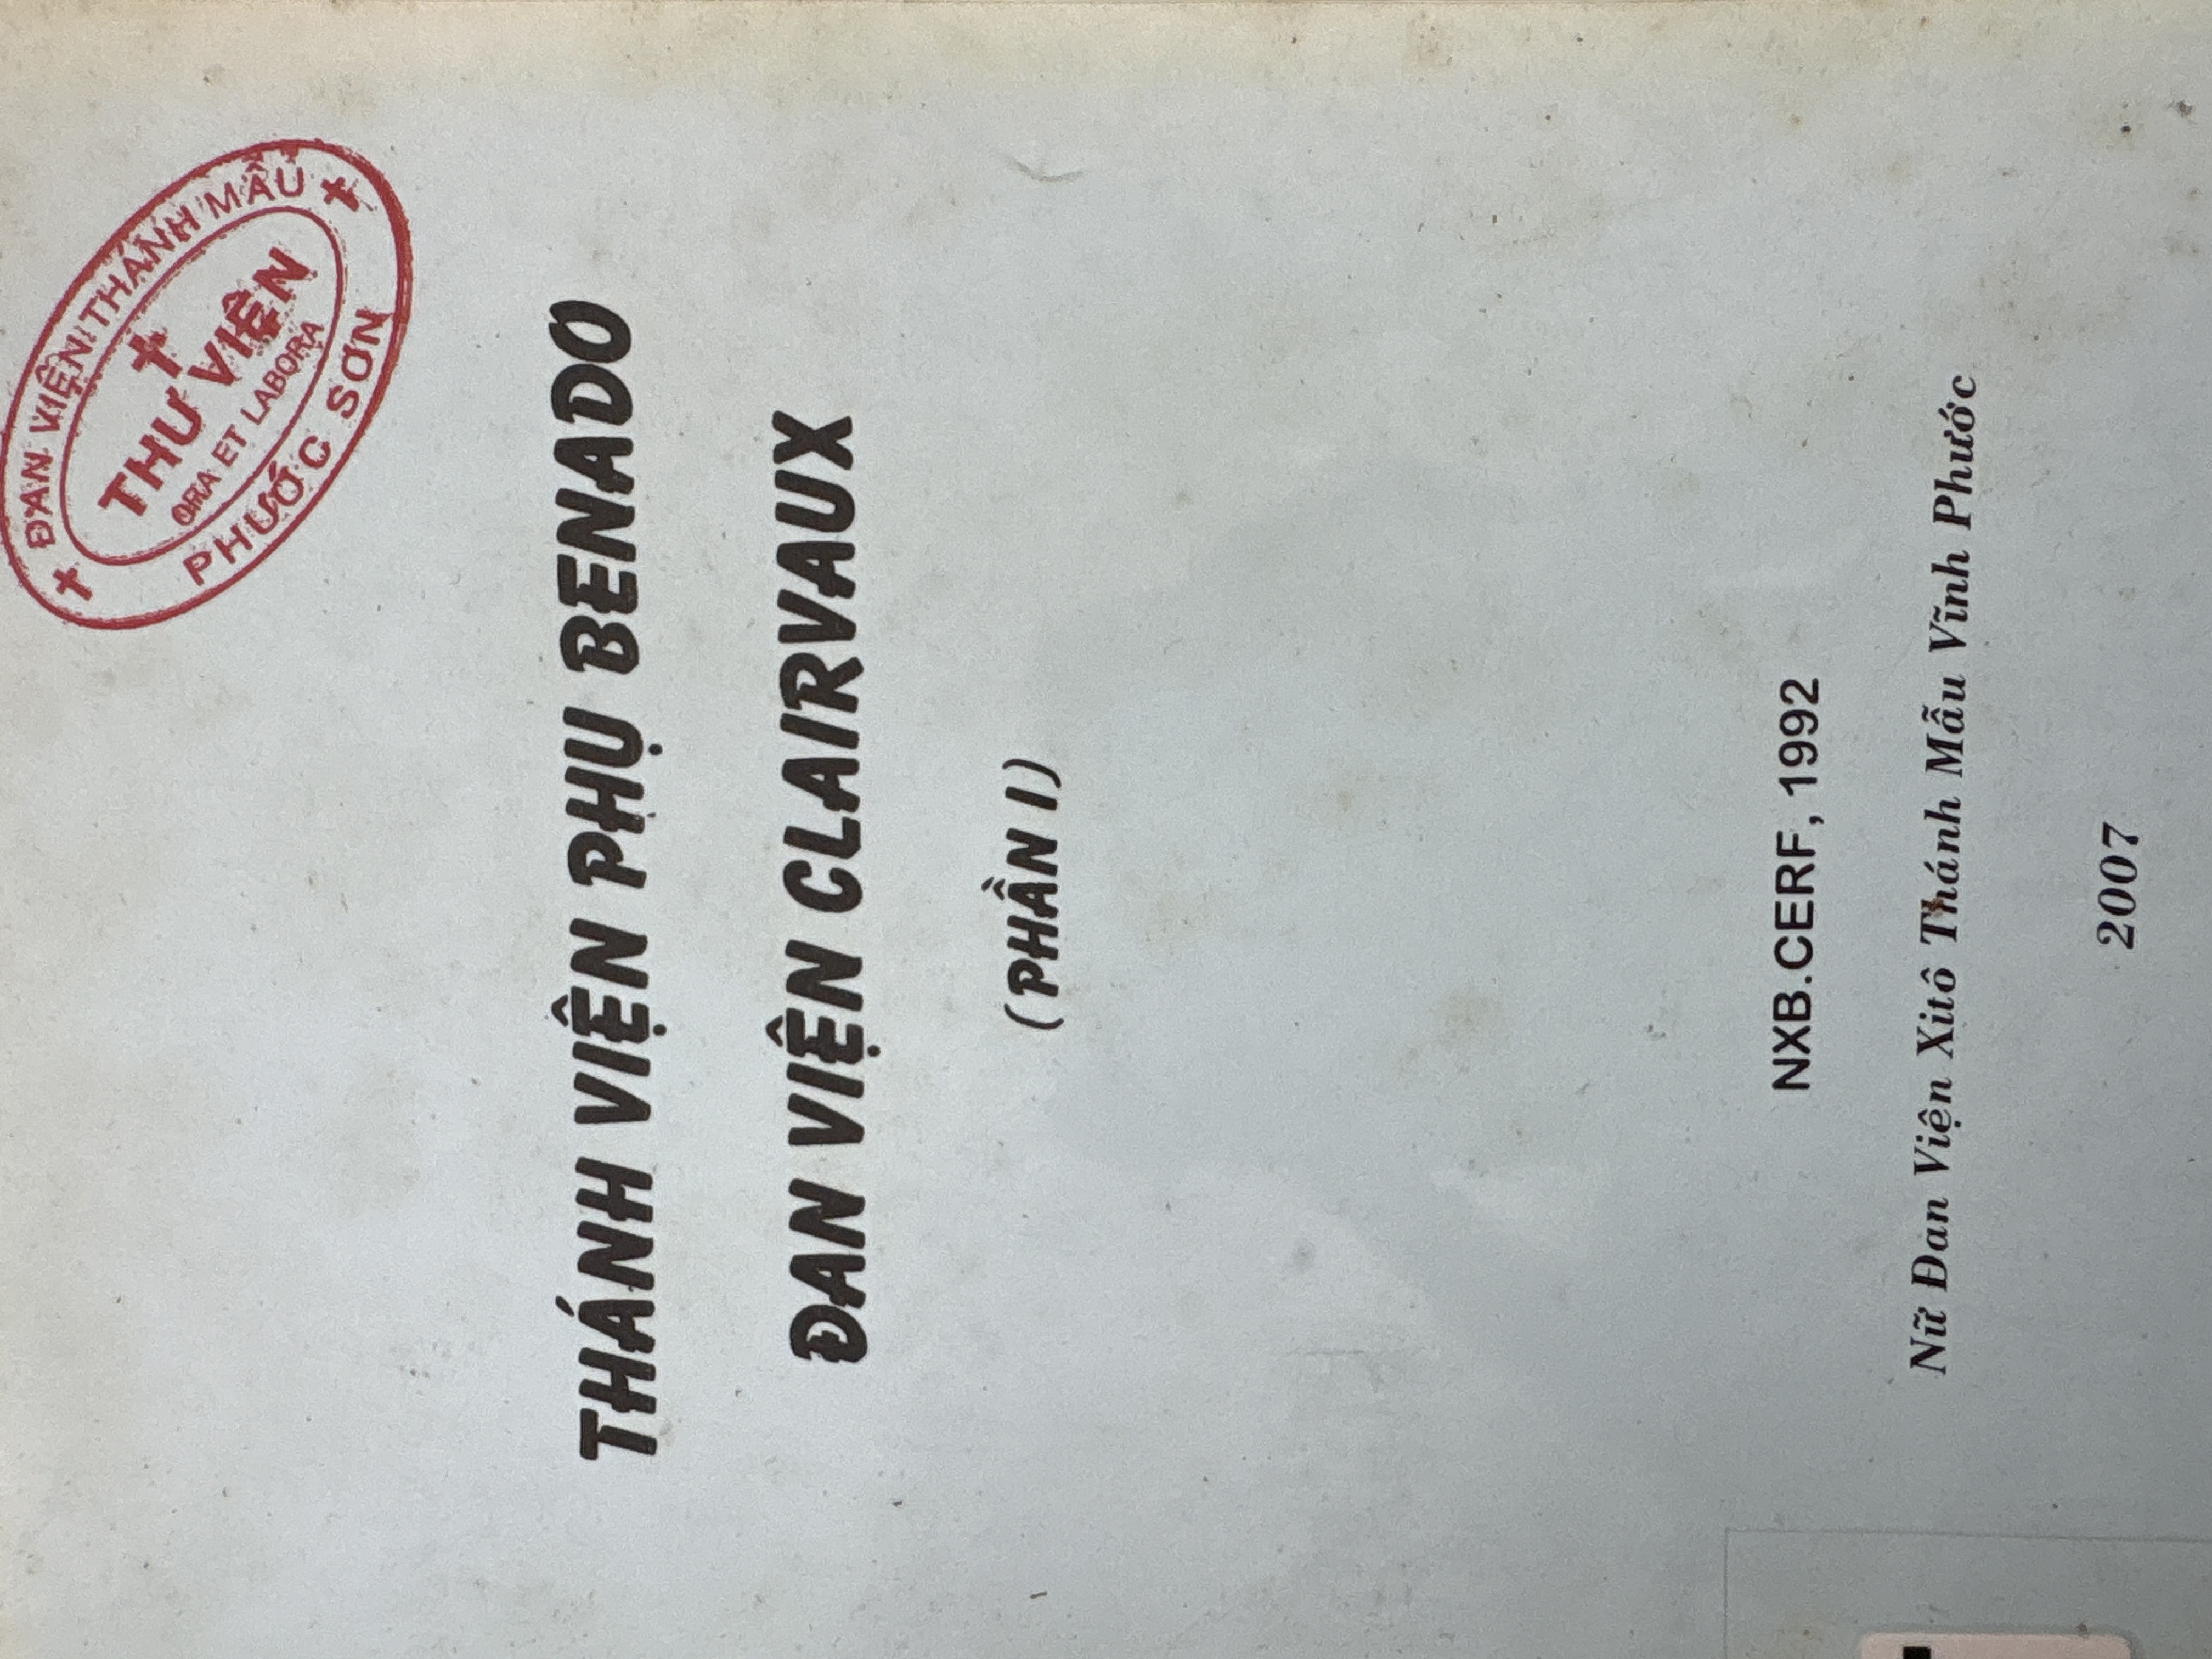 ĐAN VIỆN THÁNH MẪU
THƯ VIỆN
ORA ET LABORA
PHƯỚC SƠN
THÁNH VIỆN PHỤ BENADO
ĐAN VIỆN CLAIRVAUX
(PHẦN I)
NXB.CERF, 1992
Nữ Đan Viện Xitô Thánh Mẫu Vĩnh Phước
2007